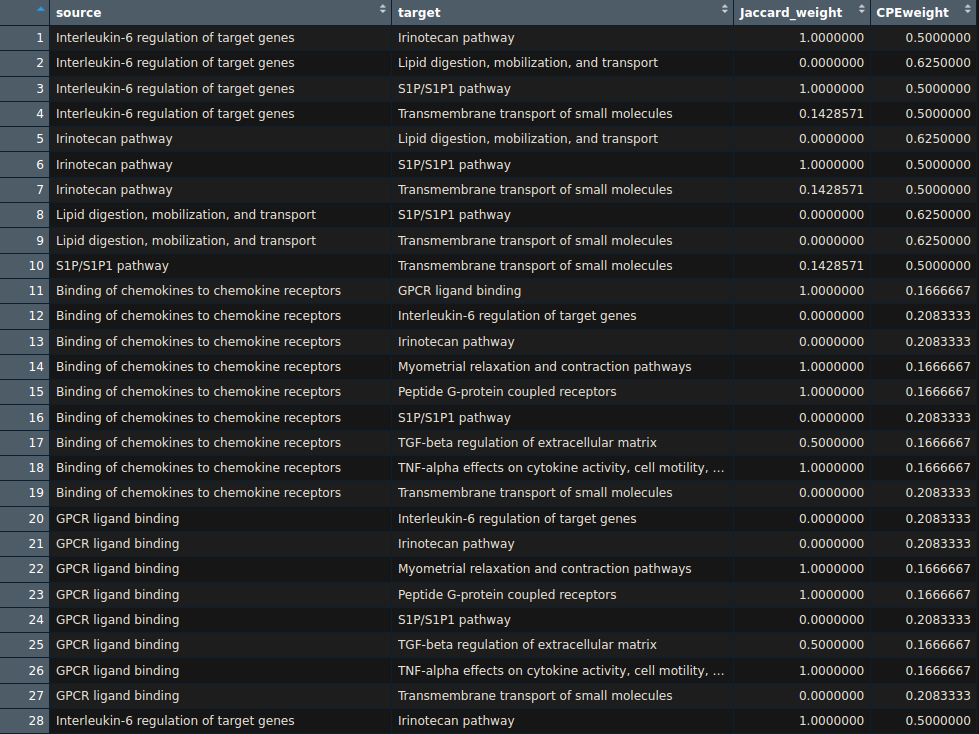 source target Jaccard_weight CPEweight
1 Interleukin-6 regulation of target genes Irinotecan pathway 1.0000000 0.5000000
2 Interleukin-6 regulation of target genes Lipid digestion, mobilization, and transport 0.0000000 0.6250000
3 Interleukin-6 regulation of target genes S1P/S1P1 pathway 1.0000000 0.5000000
4 Interleukin-6 regulation of target genes Transmembrane transport of small molecules 0.1428571 0.5000000
5 Irinotecan pathway Lipid digestion, mobilization, and transport 0.0000000 0.6250000
6 Irinotecan pathway S1P/S1P1 pathway 1.0000000 0.5000000
7 Irinotecan pathway Transmembrane transport of small molecules 0.1428571 0.5000000
8 Lipid digestion, mobilization, and transport S1P/S1P1 pathway 0.0000000 0.6250000
9 Lipid digestion, mobilization, and transport Transmembrane transport of small molecules 0.0000000 0.6250000
10 S1P/S1P1 pathway Transmembrane transport of small molecules 0.1428571 0.5000000
11 Binding of chemokines to chemokine receptors GPCR ligand binding 1.0000000 0.1666667
12 Binding of chemokines to chemokine receptors Interleukin-6 regulation of target genes 0.0000000 0.2083333
13 Binding of chemokines to chemokine receptors Irinotecan pathway 0.0000000 0.2083333
14 Binding of chemokines to chemokine receptors Myometrial relaxation and contraction pathways 1.0000000 0.1666667
15 Binding of chemokines to chemokine receptors Peptide G-protein coupled receptors 1.0000000 0.1666667
16 Binding of chemokines to chemokine receptors S1P/S1P1 pathway 0.0000000 0.2083333
17 Binding of chemokines to chemokine receptors TGF-beta regulation of extracellular matrix 0.5000000 0.1666667
18 Binding of chemokines to chemokine receptors TNF-alpha effects on cytokine activity, cell motility, ... 1.0000000 0.1666667
19 Binding of chemokines to chemokine receptors Transmembrane transport of small molecules 0.0000000 0.2083333
20 GPCR ligand binding Interleukin-6 regulation of target genes 0.0000000 0.2083333
21 GPCR ligand binding Irinotecan pathway 0.0000000 0.2083333
22 GPCR ligand binding Myometrial relaxation and contraction pathways 1.0000000 0.1666667
23 GPCR ligand binding Peptide G-protein coupled receptors 1.0000000 0.1666667
24 GPCR ligand binding S1P/S1P1 pathway 0.0000000 0.2083333
25 GPCR ligand binding TGF-beta regulation of extracellular matrix 0.5000000 0.1666667
26 GPCR ligand binding TNF-alpha effects on cytokine activity, cell motility, ... 1.0000000 0.1666667
27 GPCR ligand binding Transmembrane transport of small molecules 0.0000000 0.2083333
28 Interleukin-6 regulation of target genes Irinotecan pathway 1.0000000 0.5000000